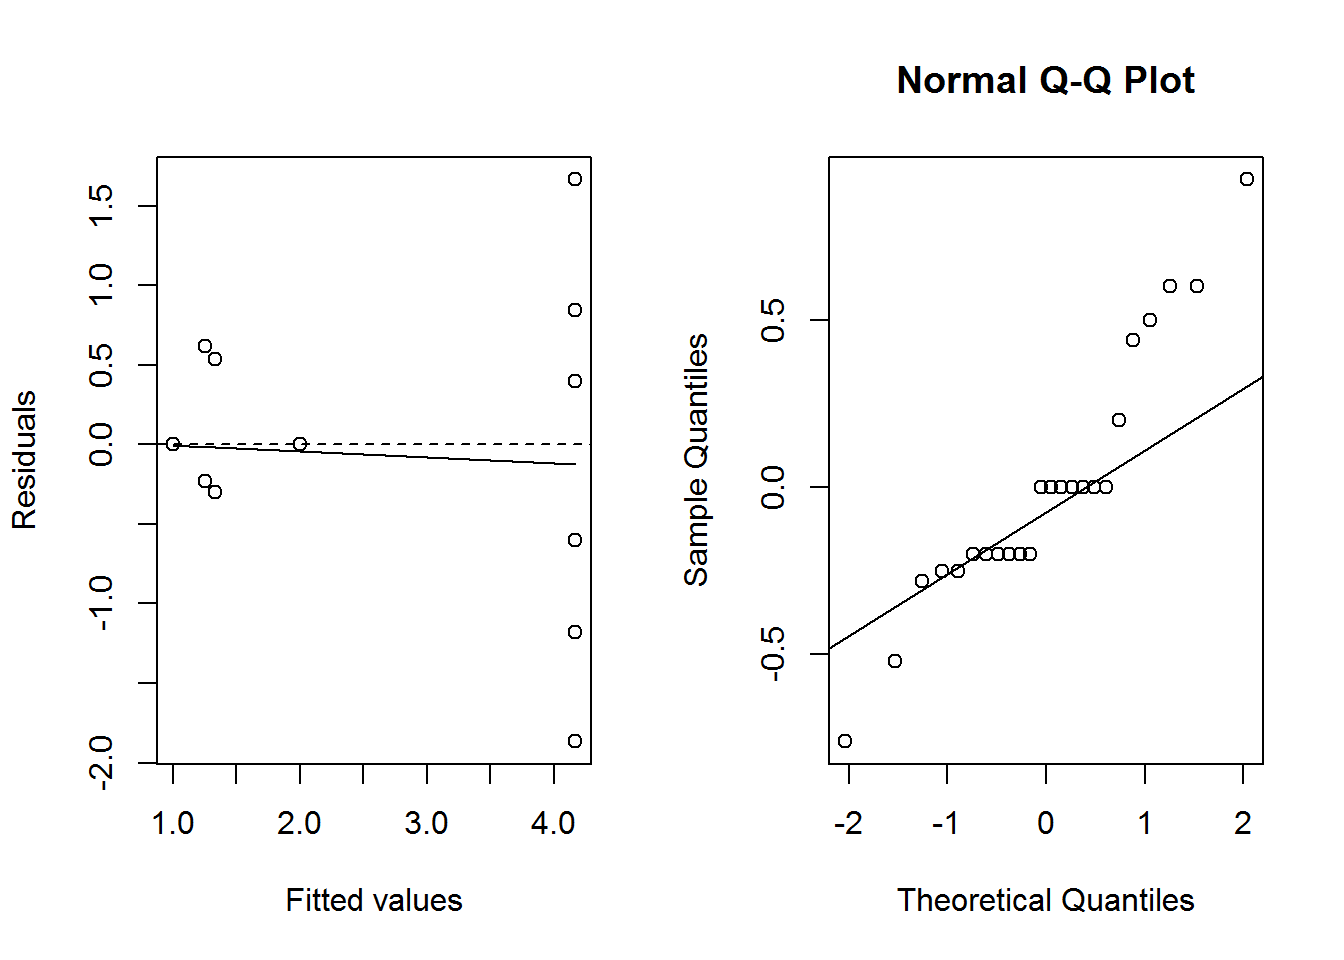 Residuals
1.5
1.0
0.5
0.0
-1.0
-2.0
1.0 2.0 3.0 4.0
Fitted values
Normal Q-Q Plot
Sample Quantiles
0.5
0.0
-0.5
-2 -1 0 1 2
Theoretical Quantiles